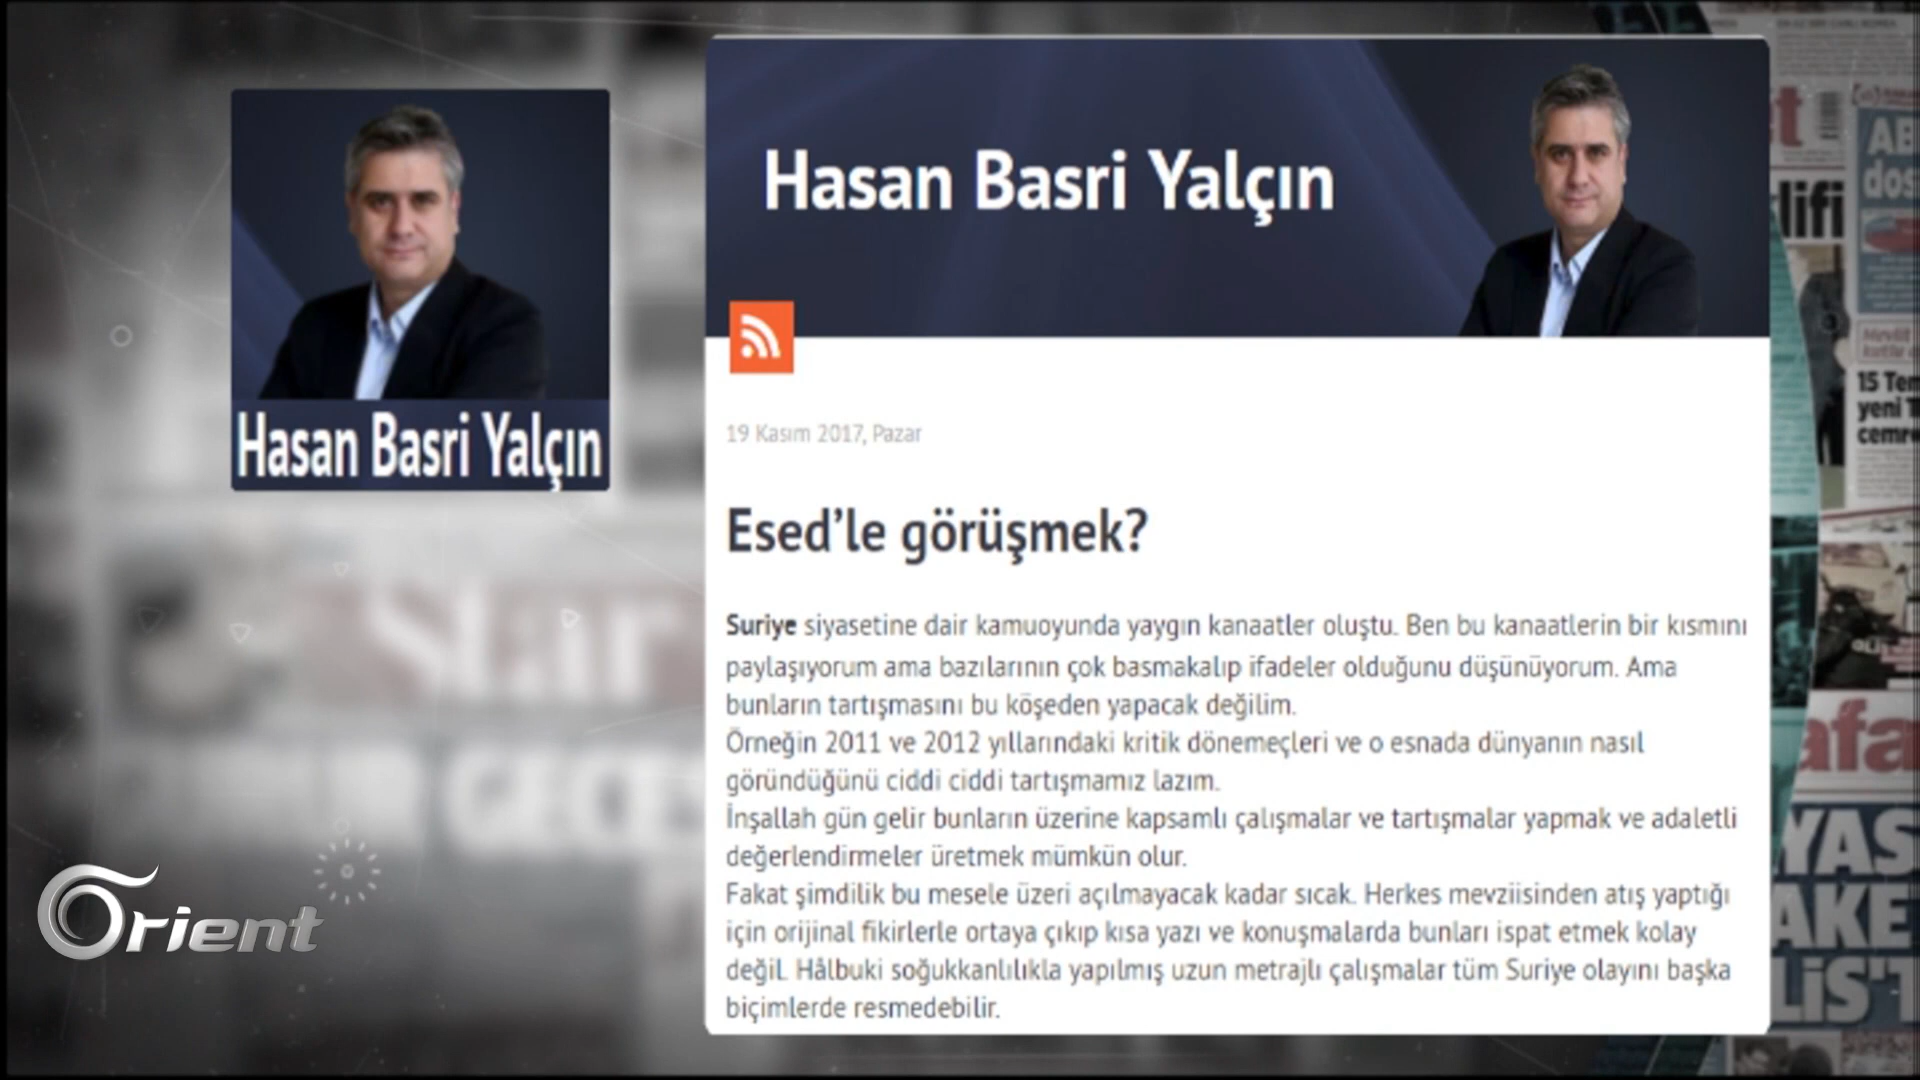 Hasan Basri Yalçın
Hasan Basri Yalçın
19 Kasım 2017, Pazar
Esed’le görüşmek?
Suriye siyasetine dair kamuoyunda yaygın kanaatler oluştu. Ben bu kanaatlerin bir kısmını
paylaşıyorum ama bazılarının çok basmakalıp ifadeler olduğunu düşünüyorum. Ama
bunların tartışmasını bu köşeden yapacak değilim.
Örneğin 2011 ve 2012 yıllarındaki kritik dönemeçleri ve o esnada dünyanın nasıl
göründüğünü ciddi ciddi tartışmamız lazım.
İnşallah gün gelir bunların üzerine kapsamlı çalışmalar ve tartışmalar yapmak ve adaletli
değerlendirmeler üretmek mümkün olur.
Fakat şimdilik bu mesele üzeri açılmayacak kadar sıcak. Herkes mevziisinden atış yaptığı
için orijinal fikirlerle ortaya çıkıp kısa yazı ve konuşmalarda bunları ispat etmek kolay
değil. Hâlbuki soğukkanlılıkla yapılmış uzun metrajlı çalışmalar tüm Suriye olayını başka
biçimlerde resmedebilir.
Orient
star
15 Tem
yeni T